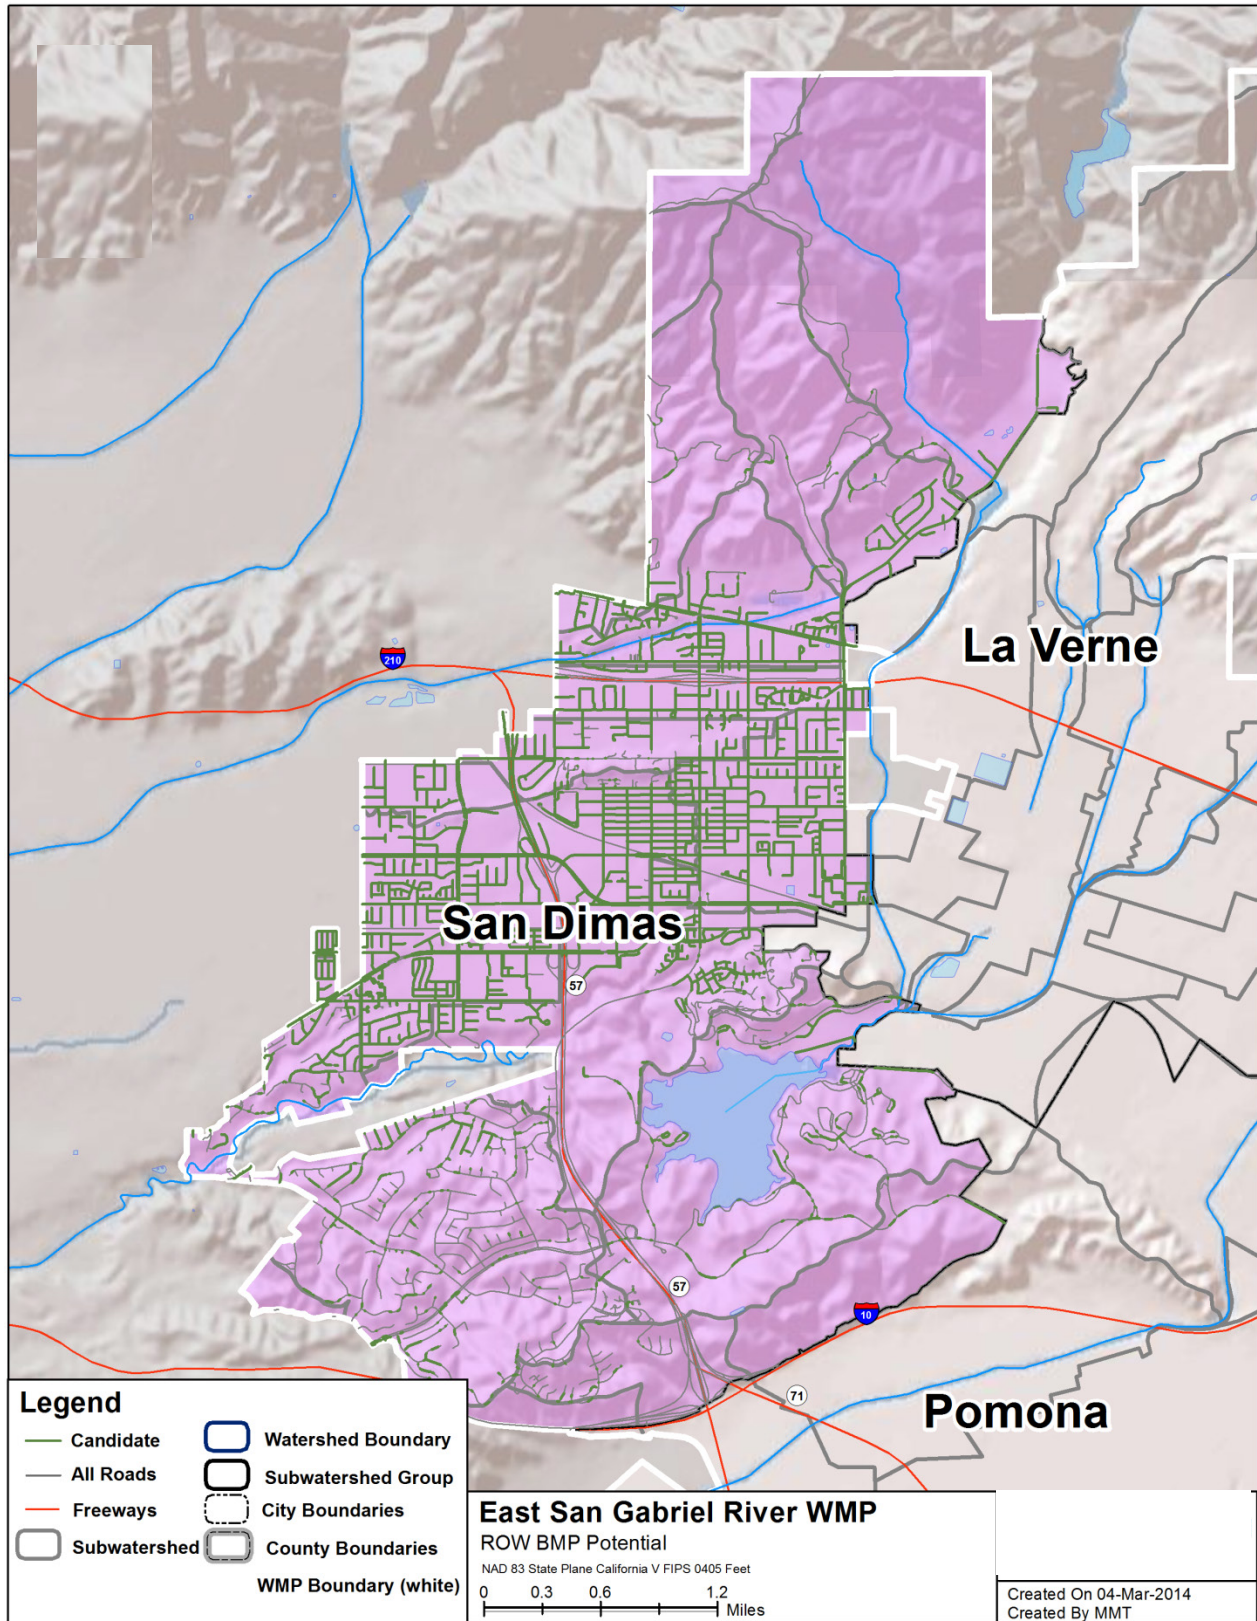 210
La Verne
San Dimas
57
57
10
71
Pomona
Legend
Candidate
All Roads
Freeways
Subwatershed
Watershed Boundary
Subwatershed Group
City Boundaries
County Boundaries
WMP Boundary (white)
East San Gabriel River WMP
ROW BMP Potential
NAD 83 State Plane California V FIPS 0405 Feet
0 0.3 0.6 1.2
Miles
Created On 04-Mar-2014
Created By MMT